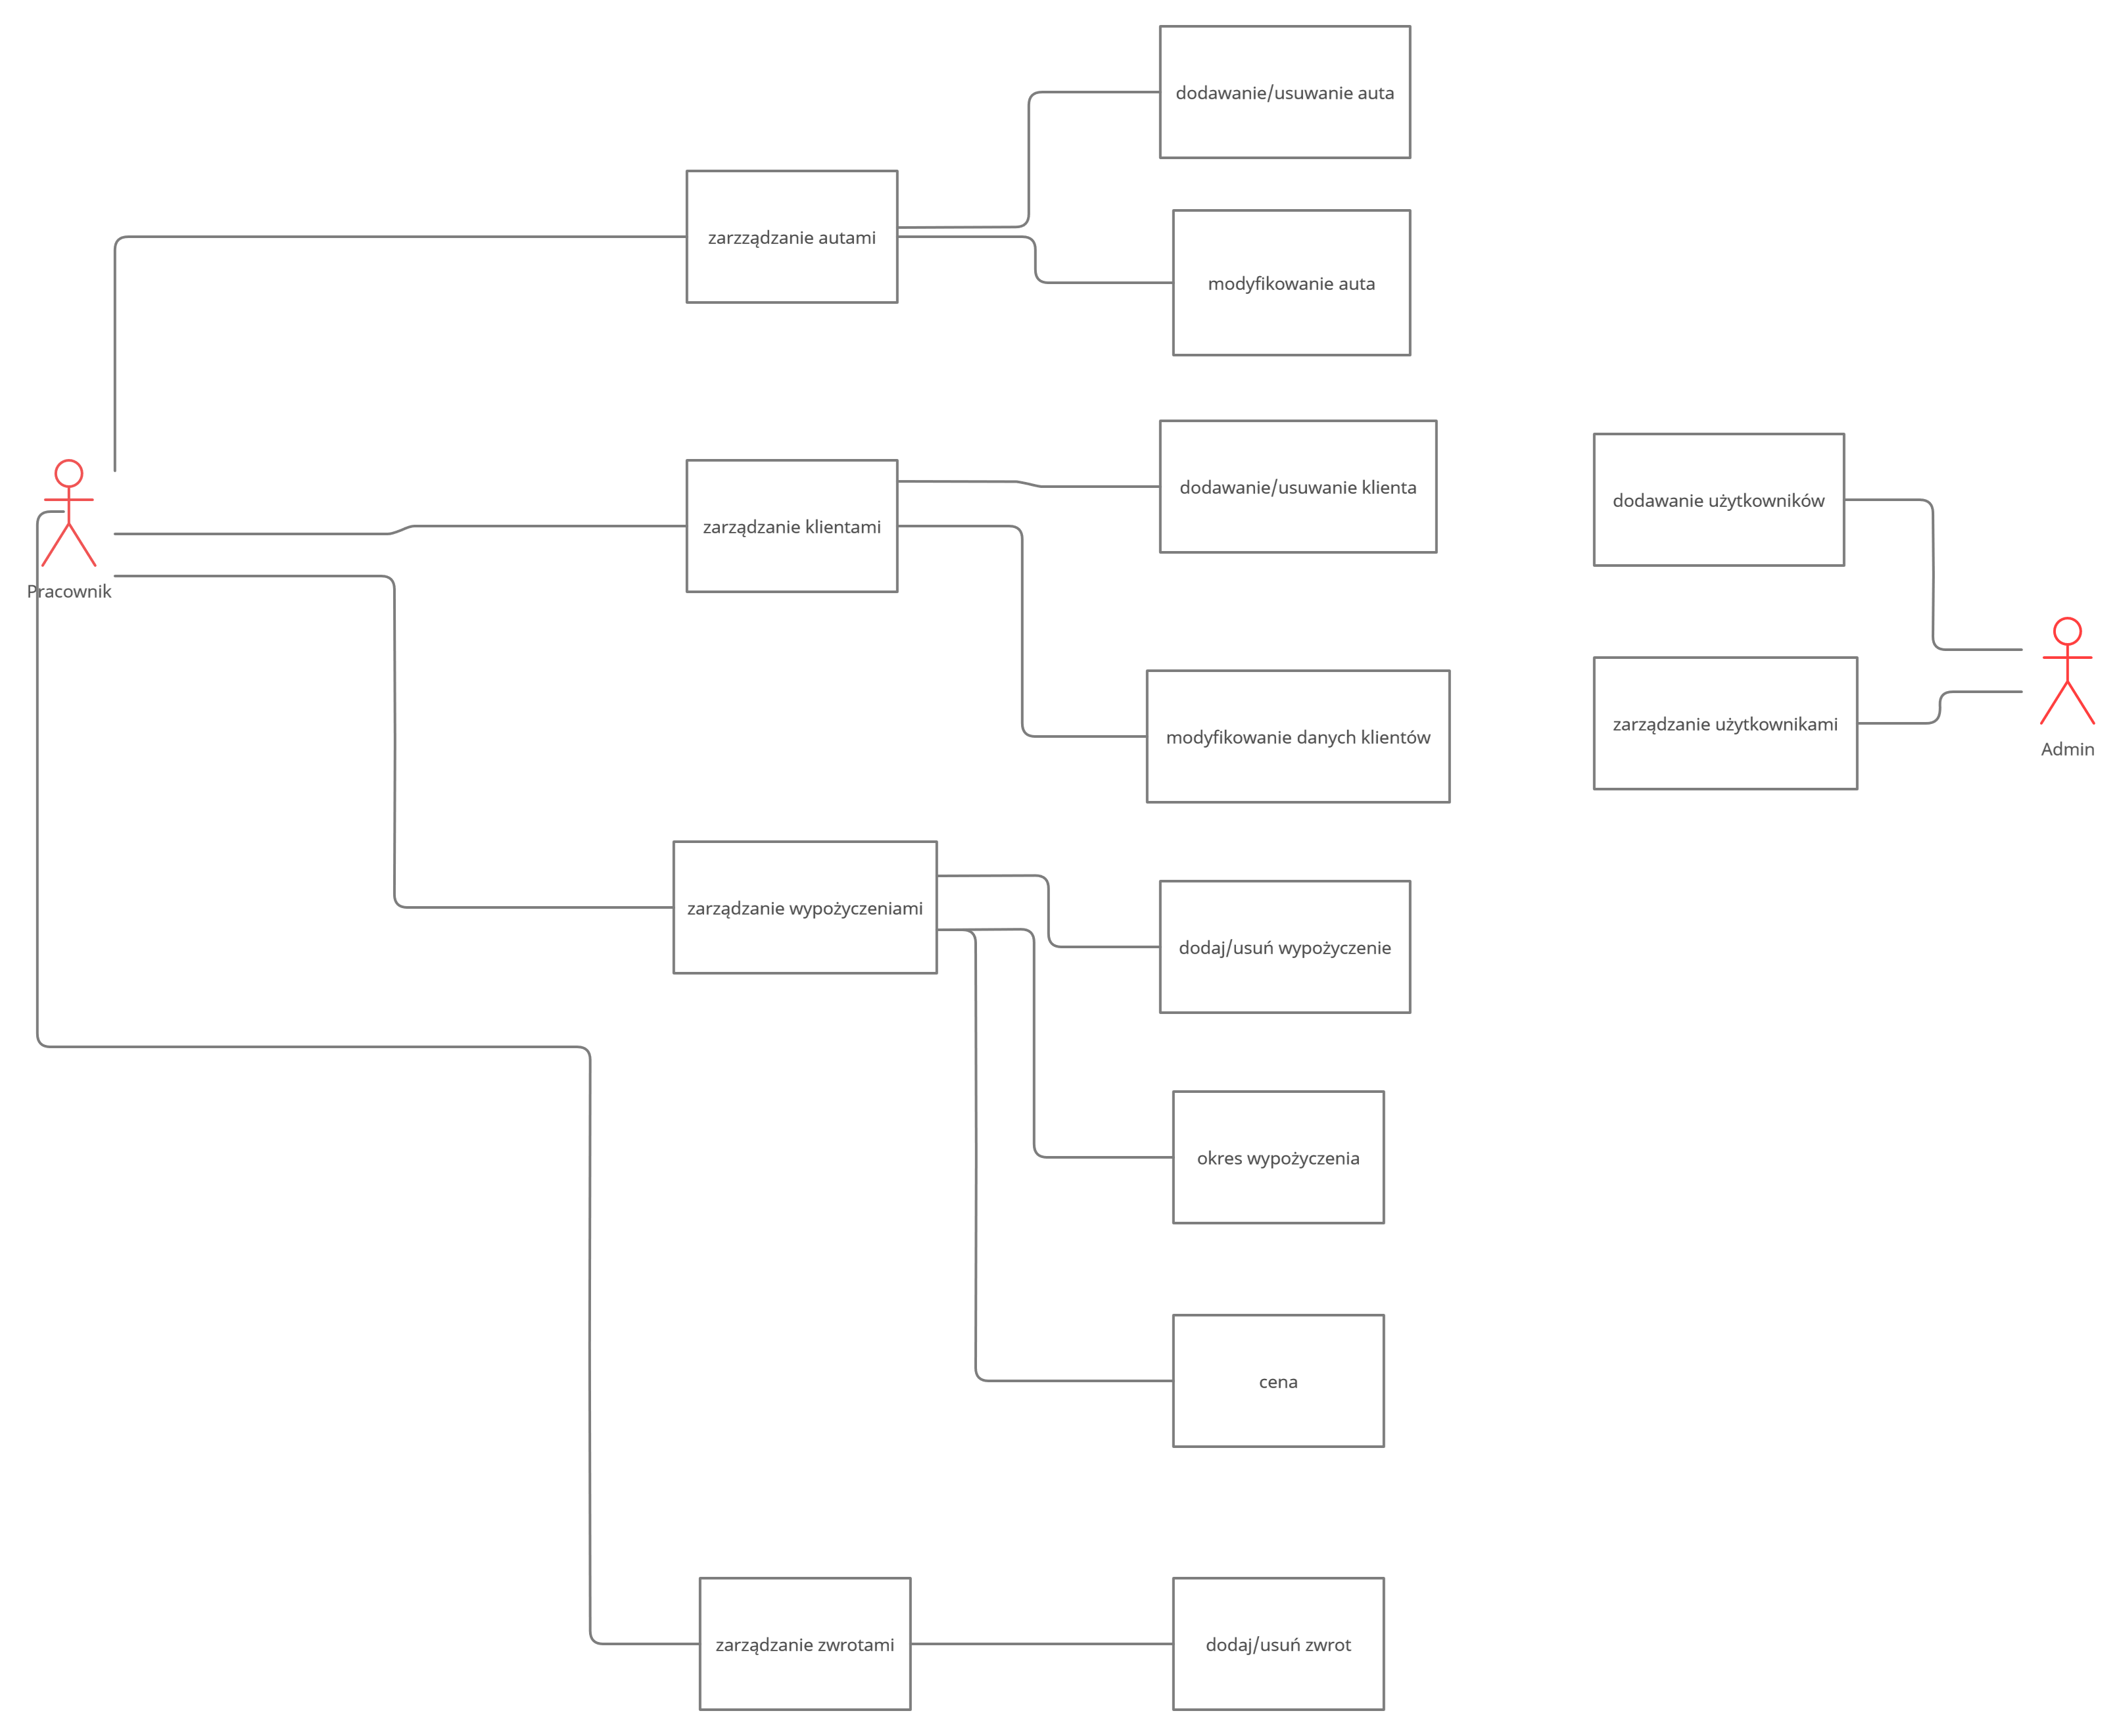 dodawanie/usuwanie auta
zarzządzanie autami
modyfikowanie auta
dodawanie/usuwanie klienta
dodawanie użytkowników
zarządzanie klientami
Pracownik
zarządzanie użytkownikami
modyfikowanie danych klientów
Admin
zarządzanie wypożyczeniami
dodaj/usuń wypożyczenie
okres wypożyczenia
cena
zarządzanie zwrotami
dodaj/usuń zwrot